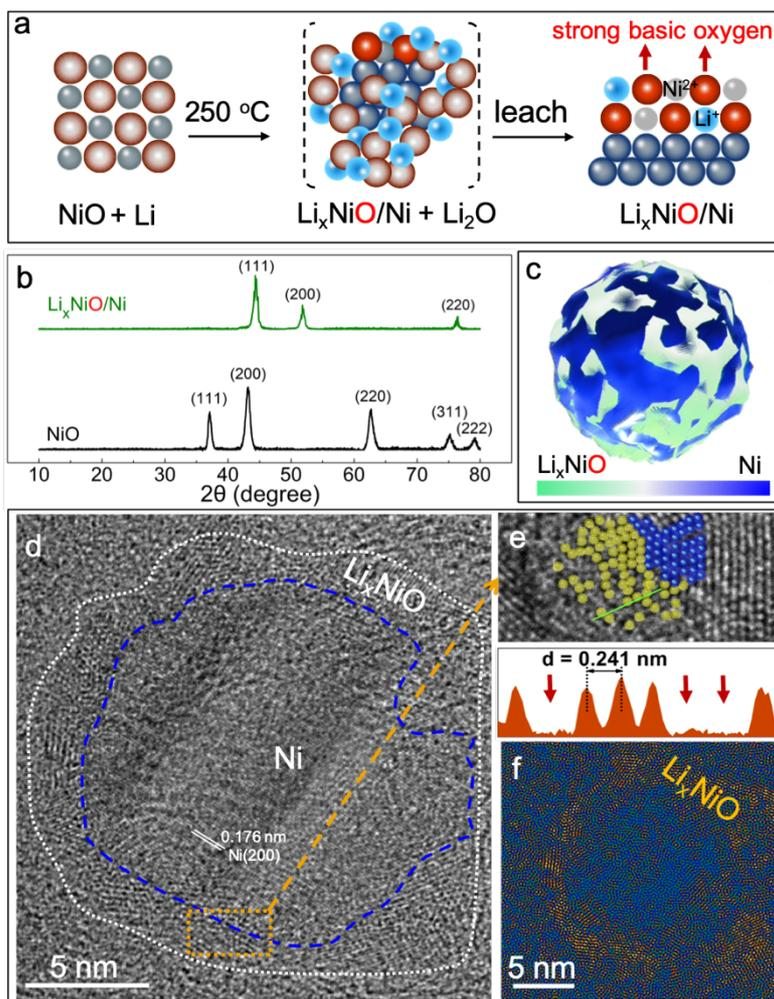 a
strong basic oxygen
250 °C
leach
Ni²⁺
Li⁺
NiO + Li
LiₓNiO/Ni + Li₂O
LiₓNiO/Ni
b
(111)
LiₓNiO/Ni
(200)
(220)
(200)
(111)
(220)
(311)
(222)
NiO
10 20 30 40 50 60 70 80
2θ (degree)
c
LiₓNiO
Ni
d
LiₓNiO
Ni
0.176 nm
Ni(200)
5 nm
e
d = 0.241 nm
f
LiₓNiO
5 nm